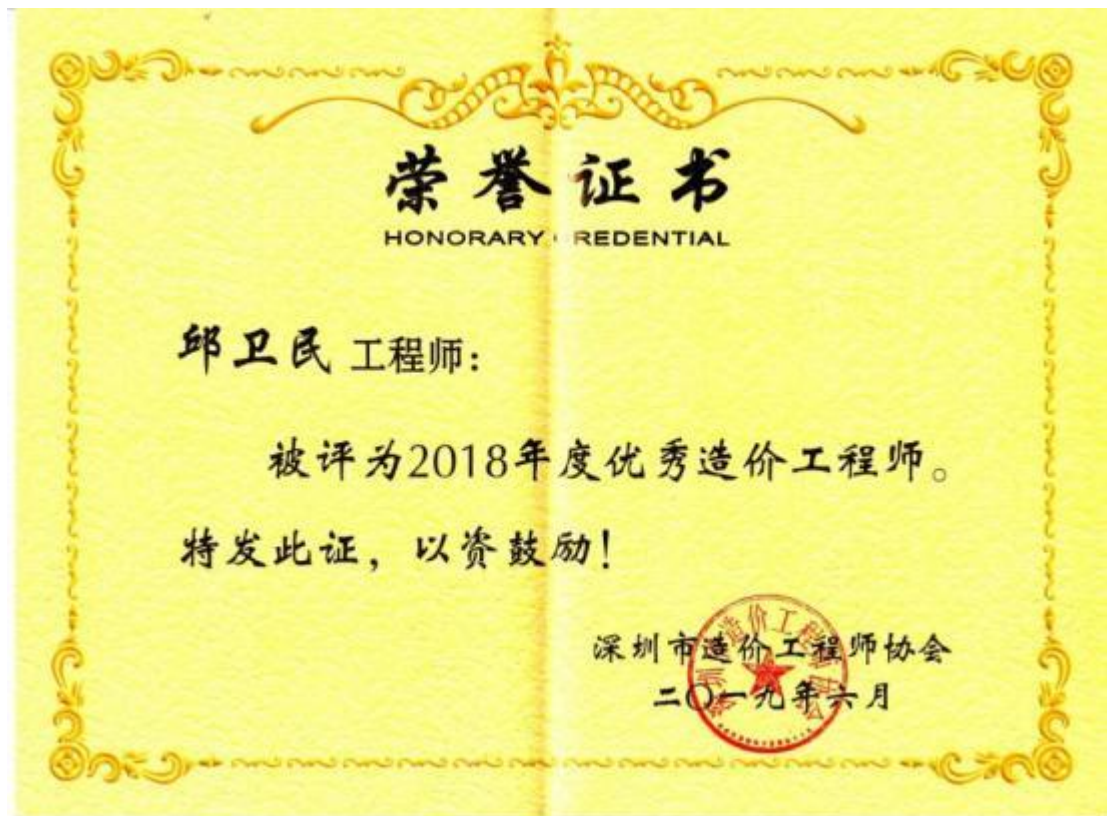 荣誉证书
HONORARY CREDENTIAL
邱卫民 工程师：
被评为2018年度优秀造价工程师。
特发此证，以资鼓励！
深圳市造价工程师协会
二〇一九年六月